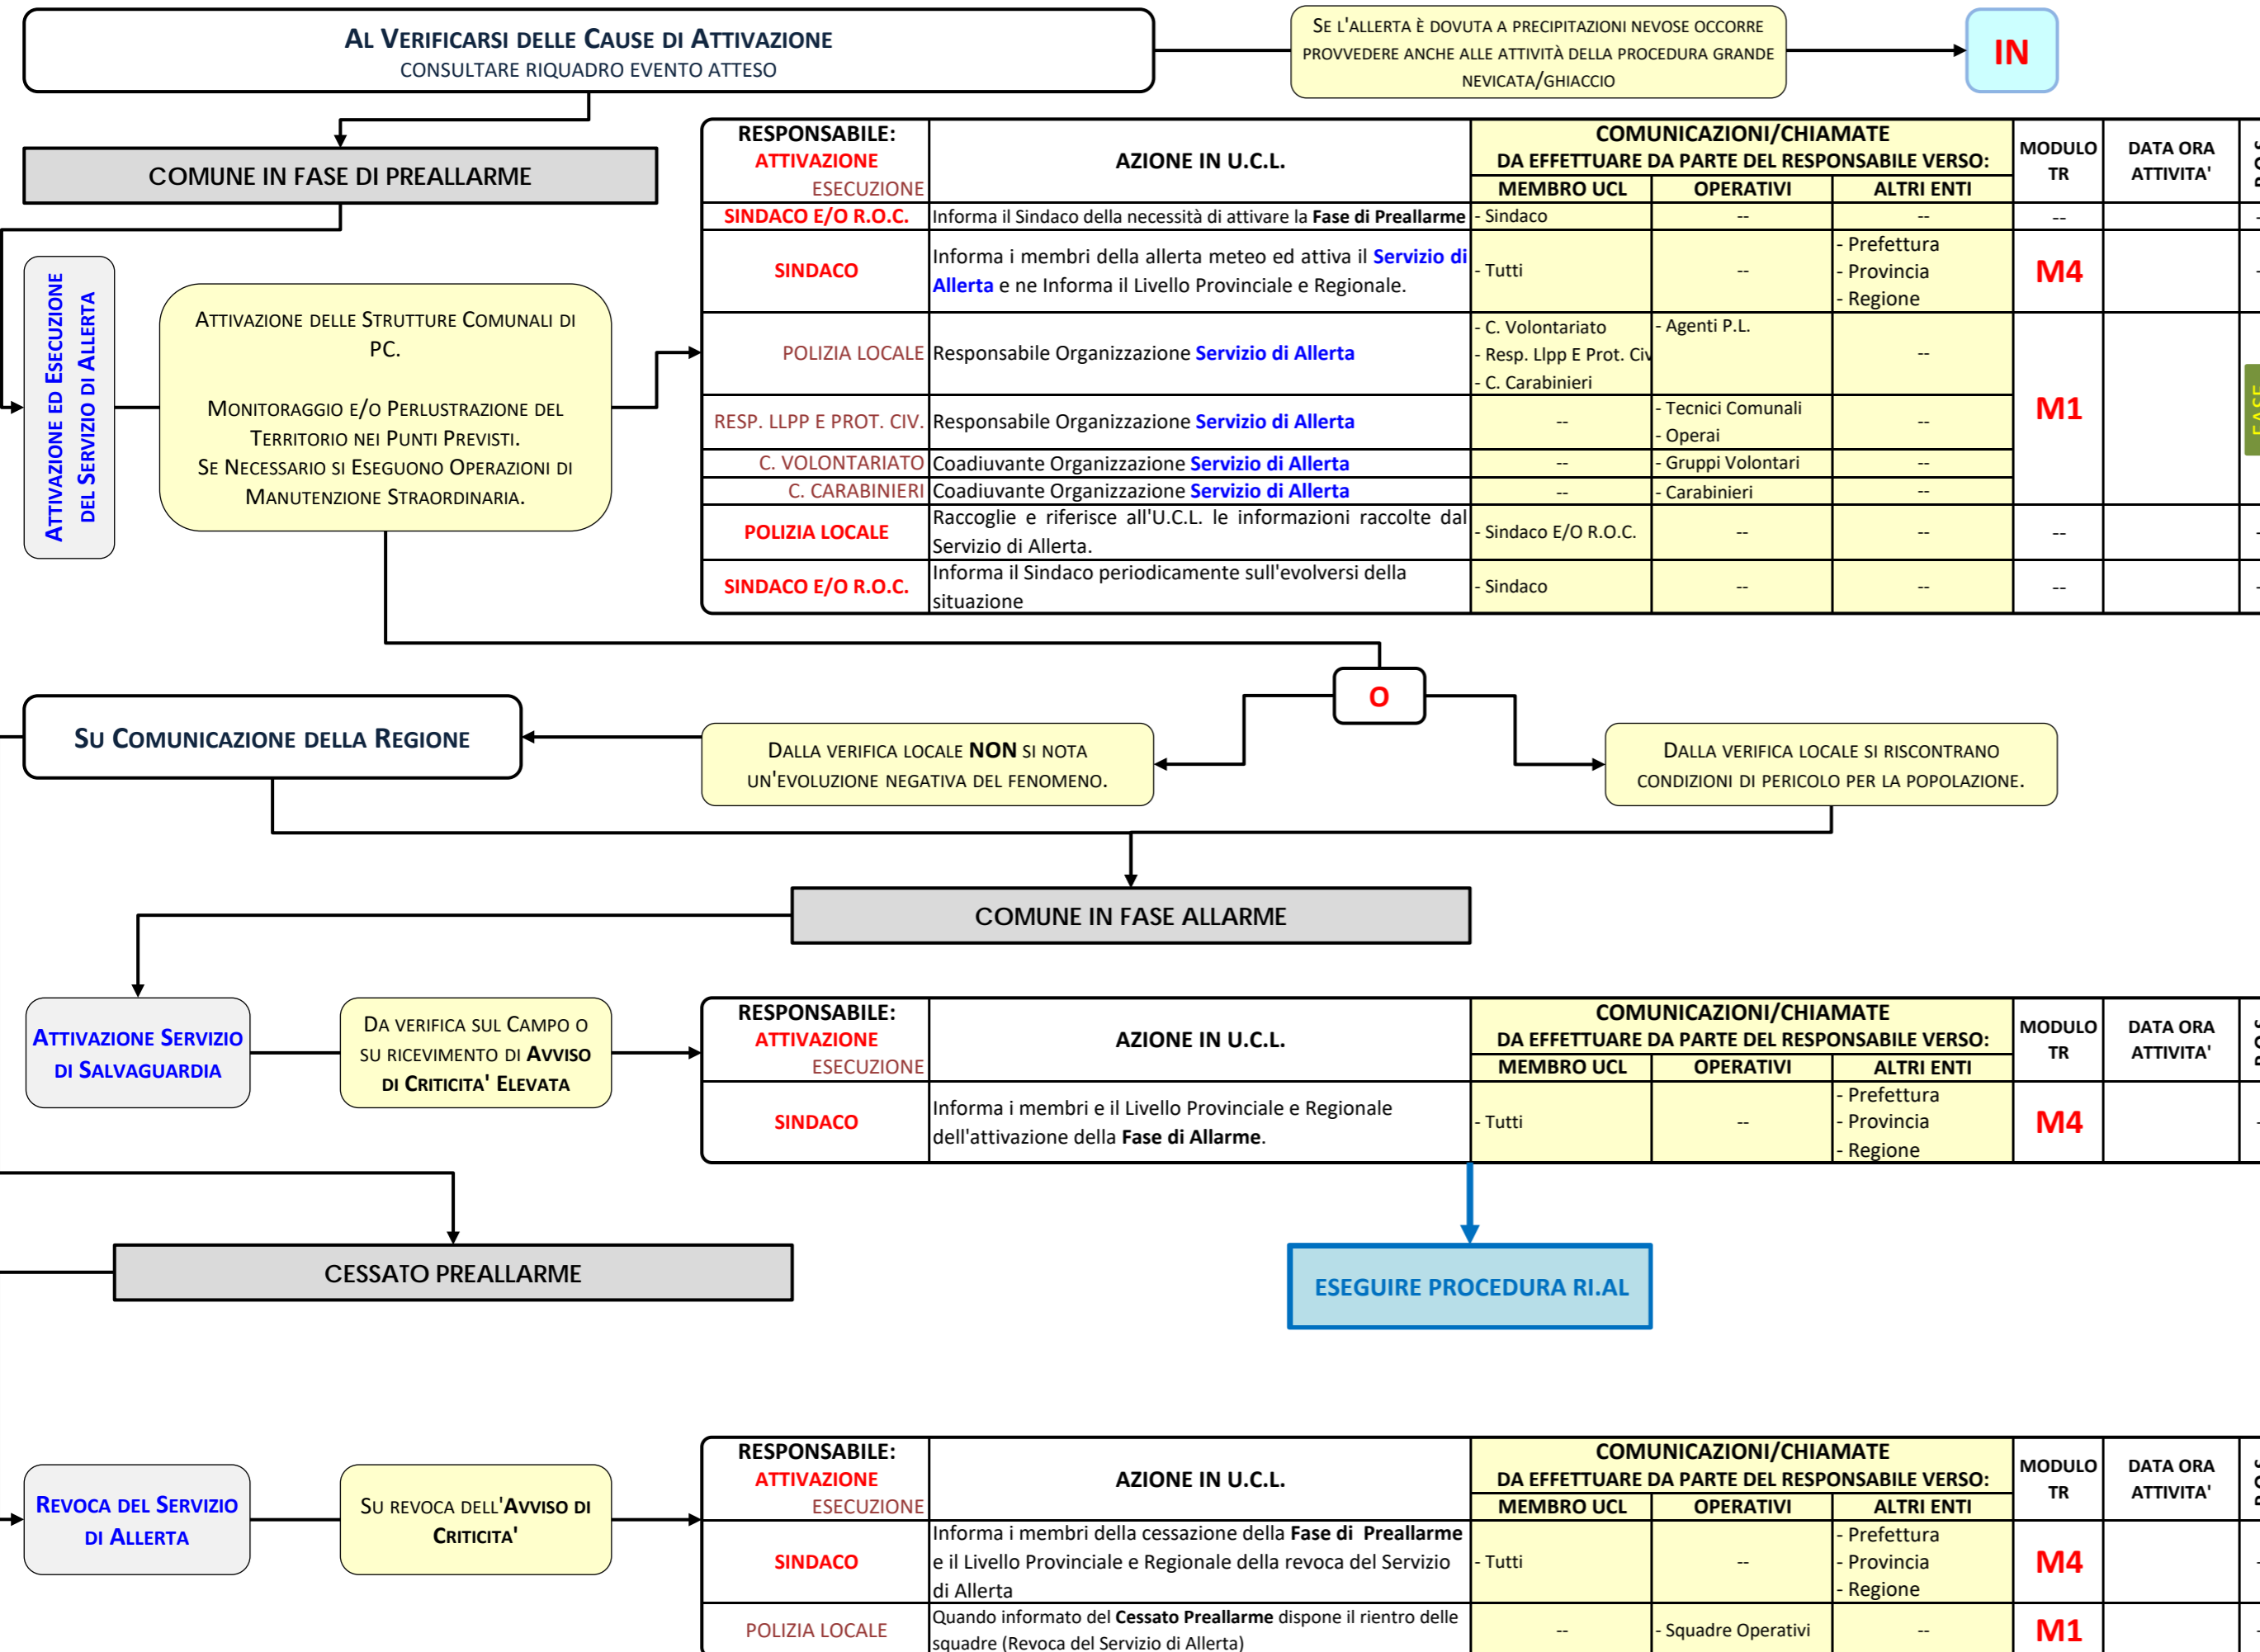 AL VERIFICARSI DELLE CAUSE DI ATTIVAZIONE
CONSULTARE RIQUADRO EVENTO ATTESO
SE L'ALLERTA È DOVUTA A PRECIPITAZIONI NEVOSE OCCORRE
PROVVEDERE ANCHE ALLE ATTIVITÀ DELLA PROCEDURA GRANDE
NEVICATA/GHIACCIO
IN
COMUNE IN FASE DI PREALLARME
ATTIVAZIONE ED ESECUZIONE
DEL SERVIZIO DI ALLERTA
ATTIVAZIONE DELLE STRUTTURE COMUNALI DI
PC.
MONITORAGGIO E/O PERLUSTRAZIONE DEL
TERRITORIO NEI PUNTI PREVISTI.
SE NECESSARIO SI ESEGUONO OPERAZIONI DI
MANUTENZIONE STRAORDINARIA.
RESPONSABILE:
ATTIVAZIONE
ESECUZIONE
AZIONE IN U.C.L.
COMUNICAZIONI/CHIAMATE
DA EFFETTUARE DA PARTE DEL RESPONSABILE VERSO:
MEMBRO UCL OPERATIVI ALTRI ENTI
MODULO
TR
DATA ORA
ATTIVITA'
SINDACO E/O R.O.C. Informa il Sindaco della necessità di attivare la Fase di Preallarme - Sindaco -- -- --
SINDACO
Informa i membri della allerta meteo ed attiva il Servizio di
Allerta e ne Informa il Livello Provinciale e Regionale.
- Tutti --
- Prefettura
- Provincia
- Regione
M4
POLIZIA LOCALE Responsabile Organizzazione Servizio di Allerta
- C. Volontariato
- Resp. Llpp E Prot. Civ
- C. Carabinieri
- Agenti P.L.
--
RESP. LLPP E PROT. CIV. Responsabile Organizzazione Servizio di Allerta --
- Tecnici Comunali
- Operai
--
M1
FASE
C. VOLONTARIATO Coadiuvante Organizzazione Servizio di Allerta -- - Gruppi Volontari --
C. CARABINIERI Coadiuvante Organizzazione Servizio di Allerta -- - Carabinieri --
POLIZIA LOCALE
Raccoglie e riferisce all'U.C.L. le informazioni raccolte dal
Servizio di Allerta.
- Sindaco E/O R.O.C. -- -- --
SINDACO E/O R.O.C.
Informa il Sindaco periodicamente sull'evolversi della
situazione
- Sindaco -- -- --
O
SU COMUNICAZIONE DELLA REGIONE
DALLA VERIFICA LOCALE NON SI NOTA
UN'EVOLUZIONE NEGATIVA DEL FENOMENO.
DALLA VERIFICA LOCALE SI RISCONTRANO
CONDIZIONI DI PERICOLO PER LA POPOLAZIONE.
COMUNE IN FASE ALLARME
ATTIVAZIONE SERVIZIO
DI SALVAGUARDIA
DA VERIFICA SUL CAMPO O
SU RICEVIMENTO DI AVVISO
DI CRITICITA' ELEVATA
RESPONSABILE:
ATTIVAZIONE
ESECUZIONE
AZIONE IN U.C.L.
COMUNICAZIONI/CHIAMATE
DA EFFETTUARE DA PARTE DEL RESPONSABILE VERSO:
MEMBRO UCL OPERATIVI ALTRI ENTI
MODULO
TR
DATA ORA
ATTIVITA'
SINDACO
Informa i membri e il Livello Provinciale e Regionale
dell'attivazione della Fase di Allarme.
- Tutti --
- Prefettura
- Provincia
- Regione
M4
CESSATO PREALLARME
ESEGUIRE PROCEDURA RI.AL
REVOCA DEL SERVIZIO
DI ALLERTA
SU REVOCA DELL'AVVISO DI
CRITICITA'
RESPONSABILE:
ATTIVAZIONE
ESECUZIONE
AZIONE IN U.C.L.
COMUNICAZIONI/CHIAMATE
DA EFFETTUARE DA PARTE DEL RESPONSABILE VERSO:
MEMBRO UCL OPERATIVI ALTRI ENTI
MODULO
TR
DATA ORA
ATTIVITA'
SINDACO
Informa i membri della cessazione della Fase di Preallarme
e il Livello Provinciale e Regionale della revoca del Servizio
di Allerta
- Tutti --
- Prefettura
- Provincia
- Regione
M4
POLIZIA LOCALE
Quando informato del Cessato Preallarme dispone il rientro delle
squadre (Revoca del Servizio di Allerta)
-- - Squadre Operativi -- M1